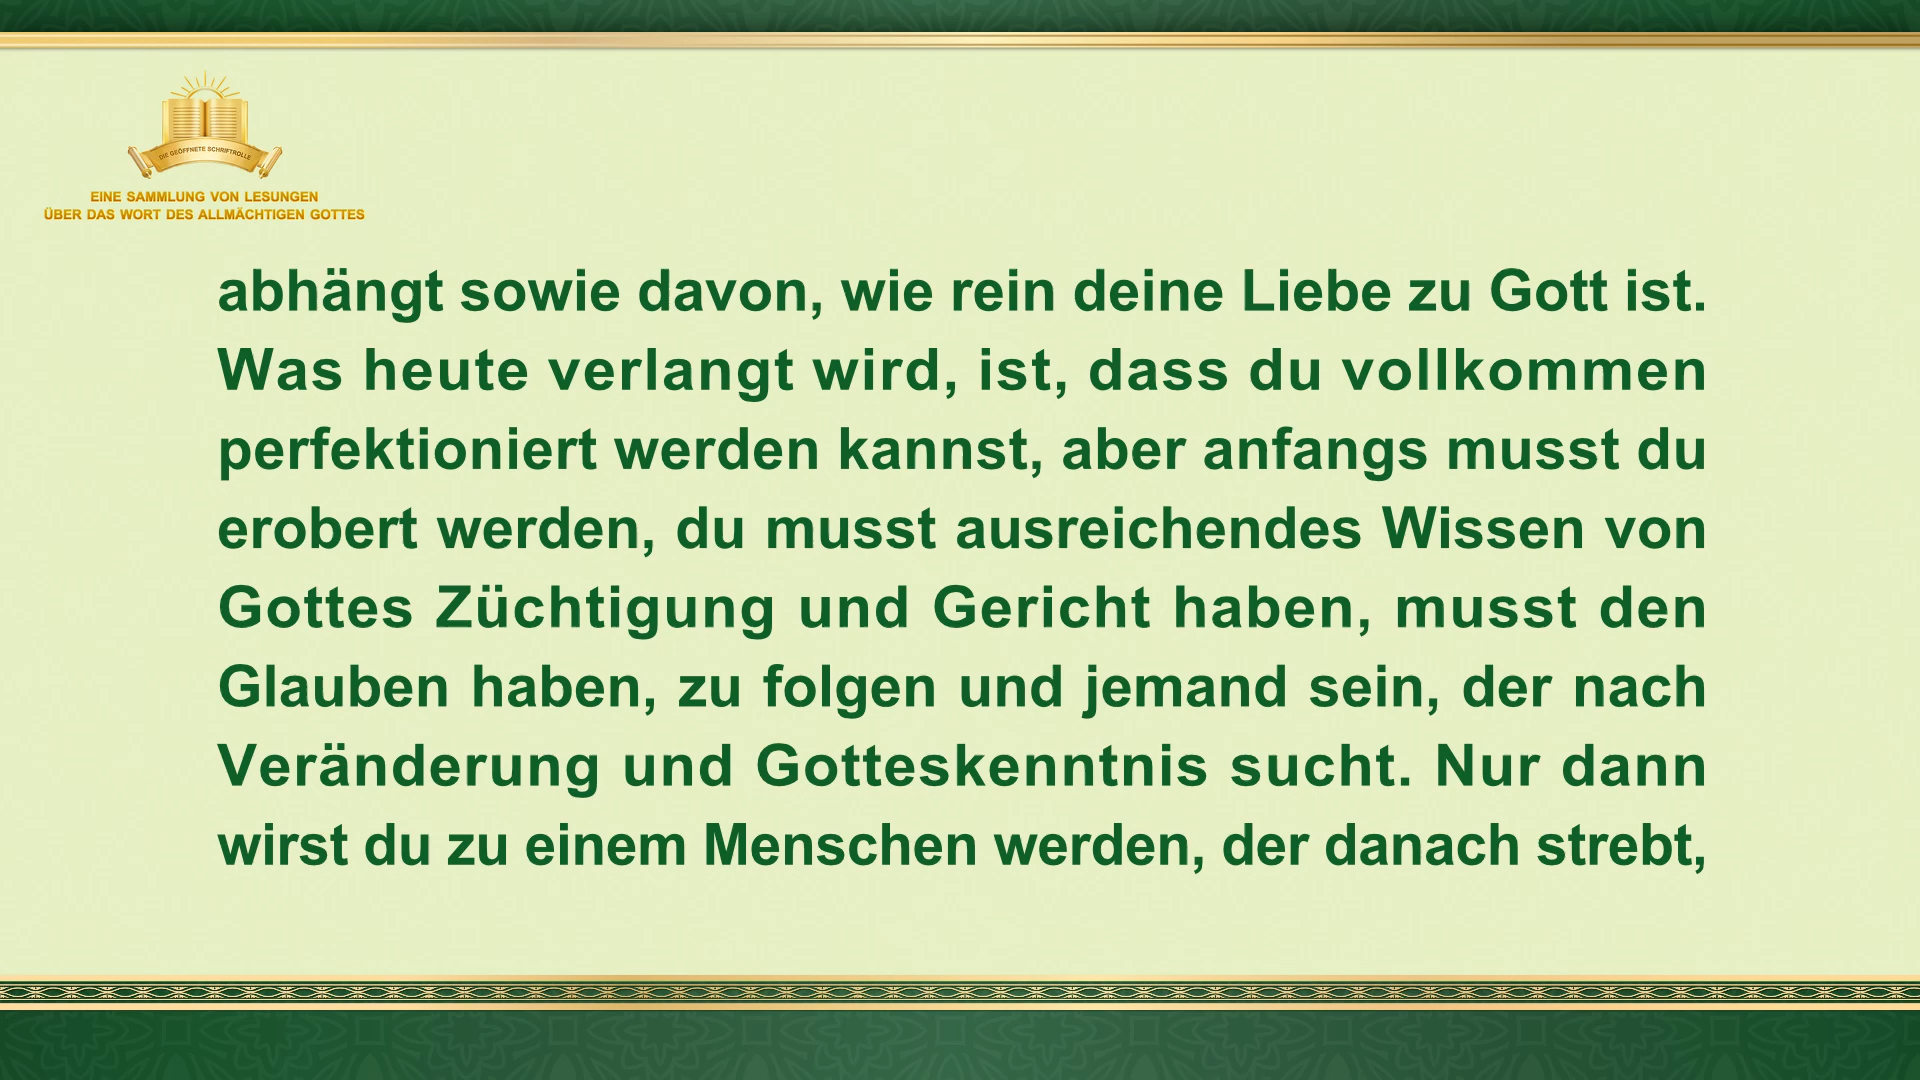 DIE GEÖFFNETE SCHRIFTROLLE
EINE SAMMLUNG VON LESUNGEN
ÜBER DAS WORT DES ALLMÄCHTIGEN GOTTES
abhängt sowie davon, wie rein deine Liebe zu Gott ist.
Was heute verlangt wird, ist, dass du vollkommen
perfektioniert werden kannst, aber anfangs musst du
erobert werden, du musst ausreichendes Wissen von
Gottes Züchtigung und Gericht haben, musst den
Glauben haben, zu folgen und jemand sein, der nach
Veränderung und Gotteskenntnis sucht. Nur dann
wirst du zu einem Menschen werden, der danach strebt,